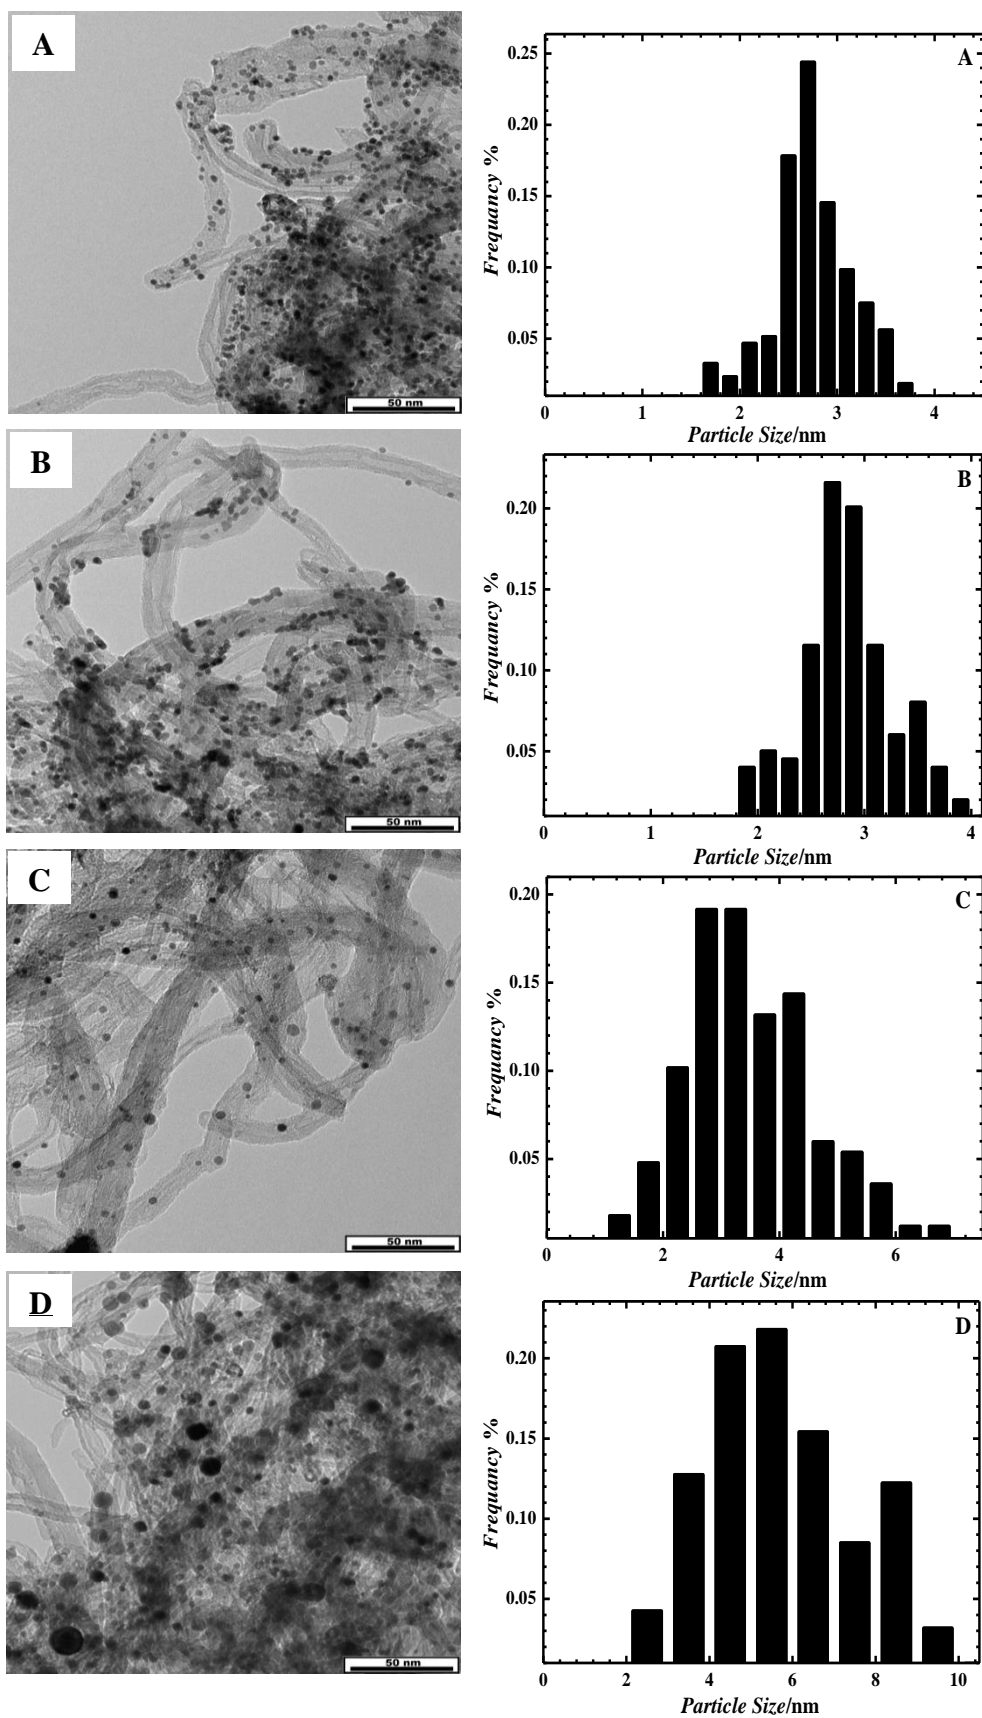 A
50 nm
A
0.25
0.20
0.15
0.10
0.05
Frequancy %
0 1 2 3 4
Particle Size/nm
B
50 nm
B
0.20
0.15
0.10
0.05
Frequancy %
0 1 2 3 4
Particle Size/nm
C
50 nm
C
0.20
0.15
0.10
0.05
Frequancy %
0 2 4 6
Particle Size/nm
D
50 nm
D
0.20
0.15
0.10
0.05
Frequancy %
0 2 4 6 8 10
Particle Size/nm